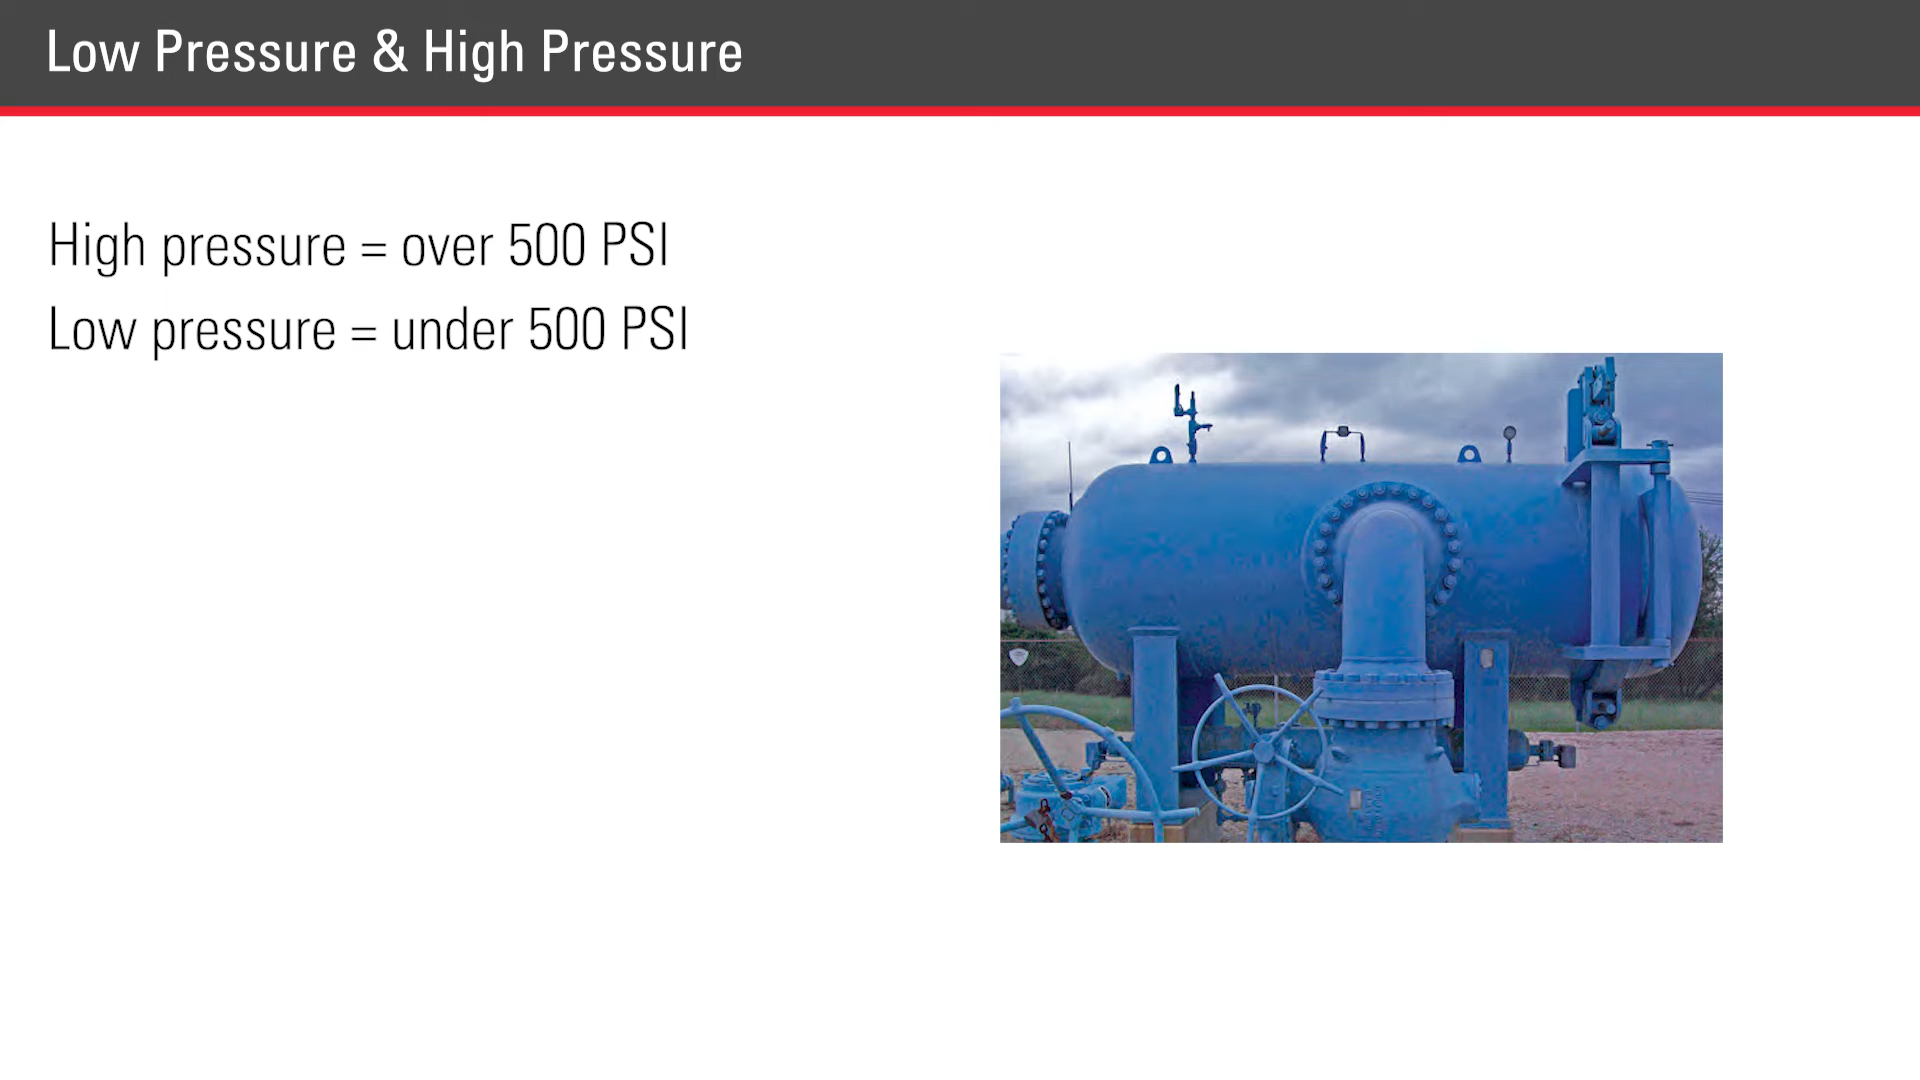 Low Pressure & High Pressure
High pressure = over 500 PSI
Low pressure = under 500 PSI